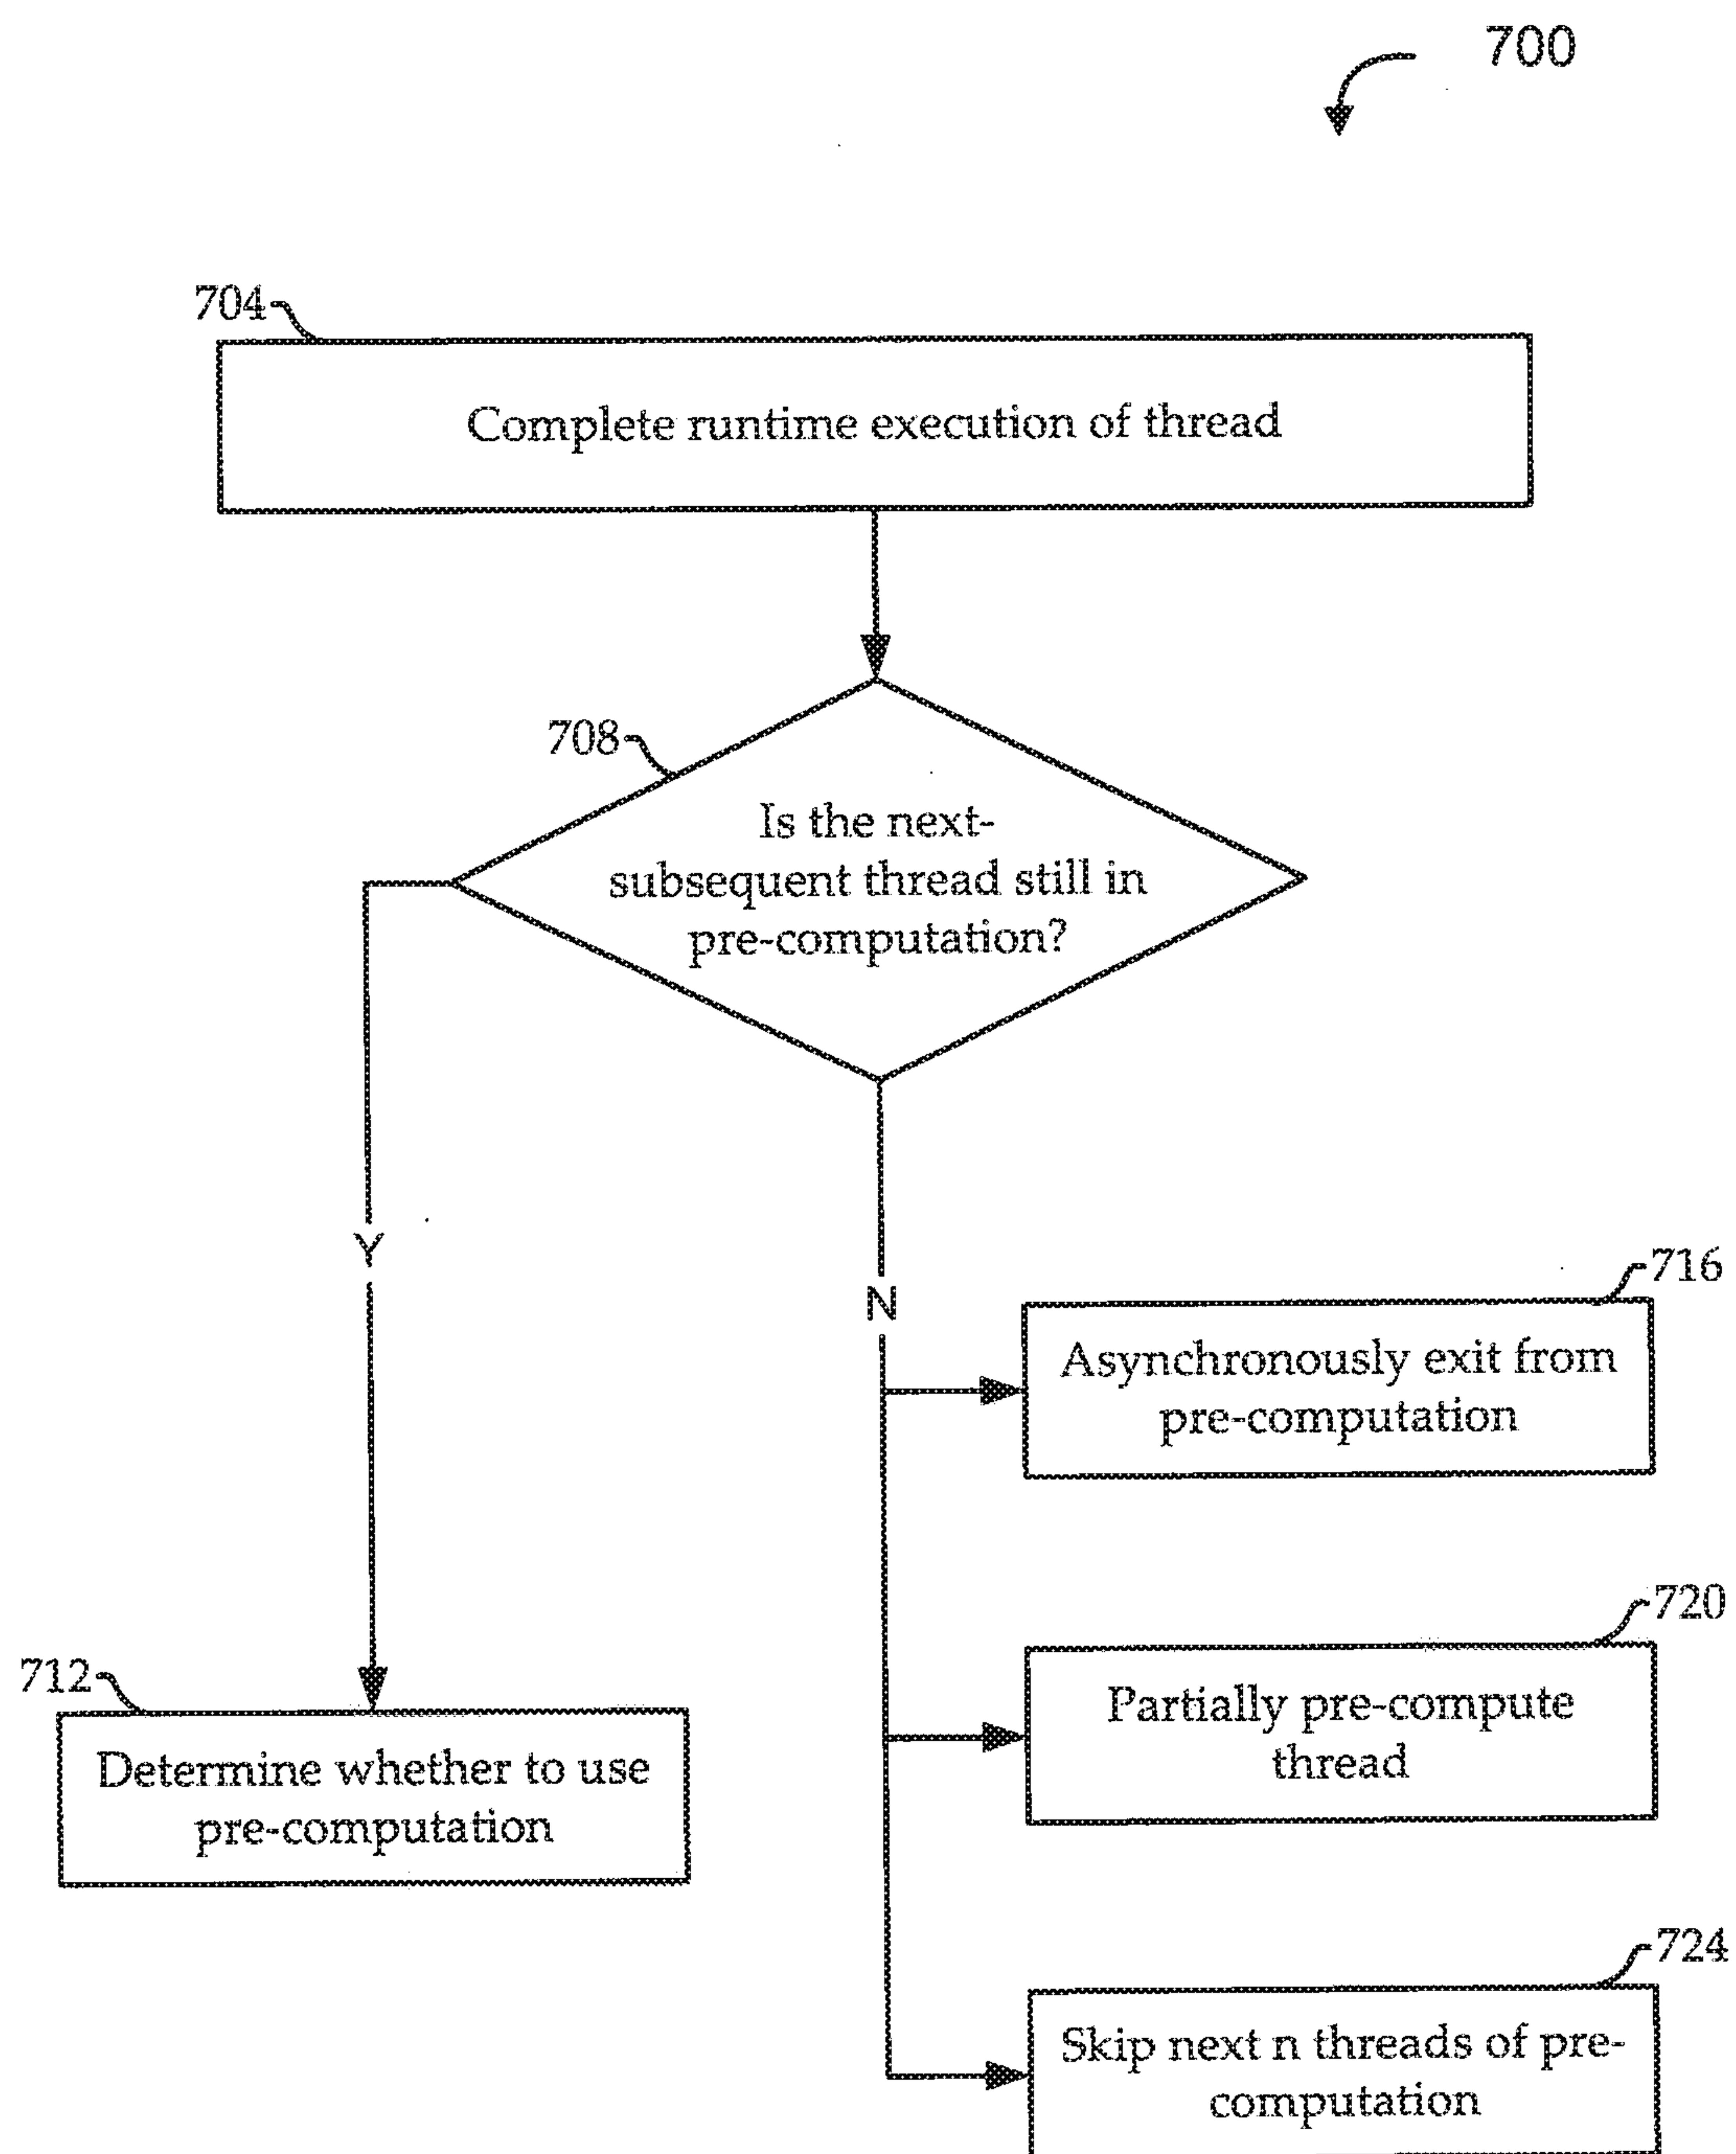 700
704
Complete runtime execution of thread
708
Is the next-
subsequent thread still in
pre-computation?
Y
N
716
Asynchronously exit from
pre-computation
720
Partially pre-compute
thread
712
Determine whether to use
pre-computation
724
Skip next n threads of pre-
computation